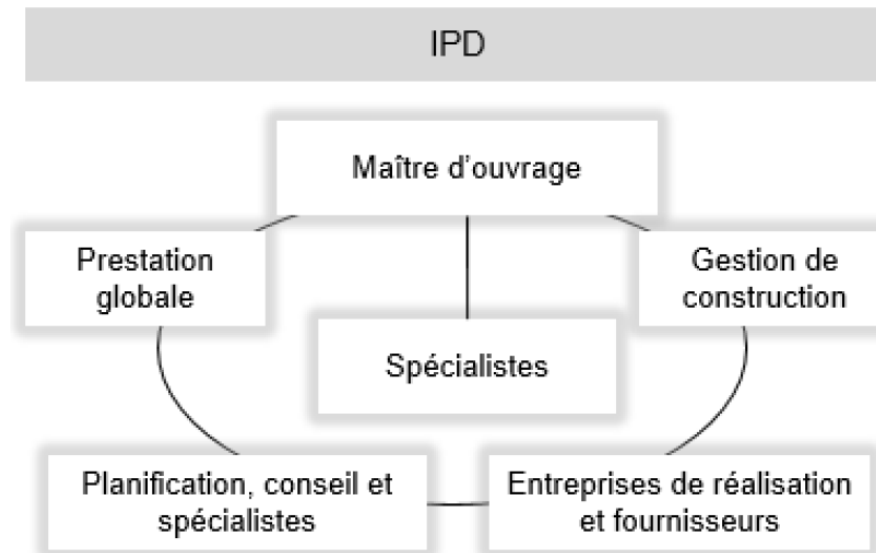 IPD
Maître d'ouvrage
Prestation
globale
Gestion de
construction
Spécialistes
Planification, conseil et
spécialistes
Entreprises de réalisation
et fournisseurs